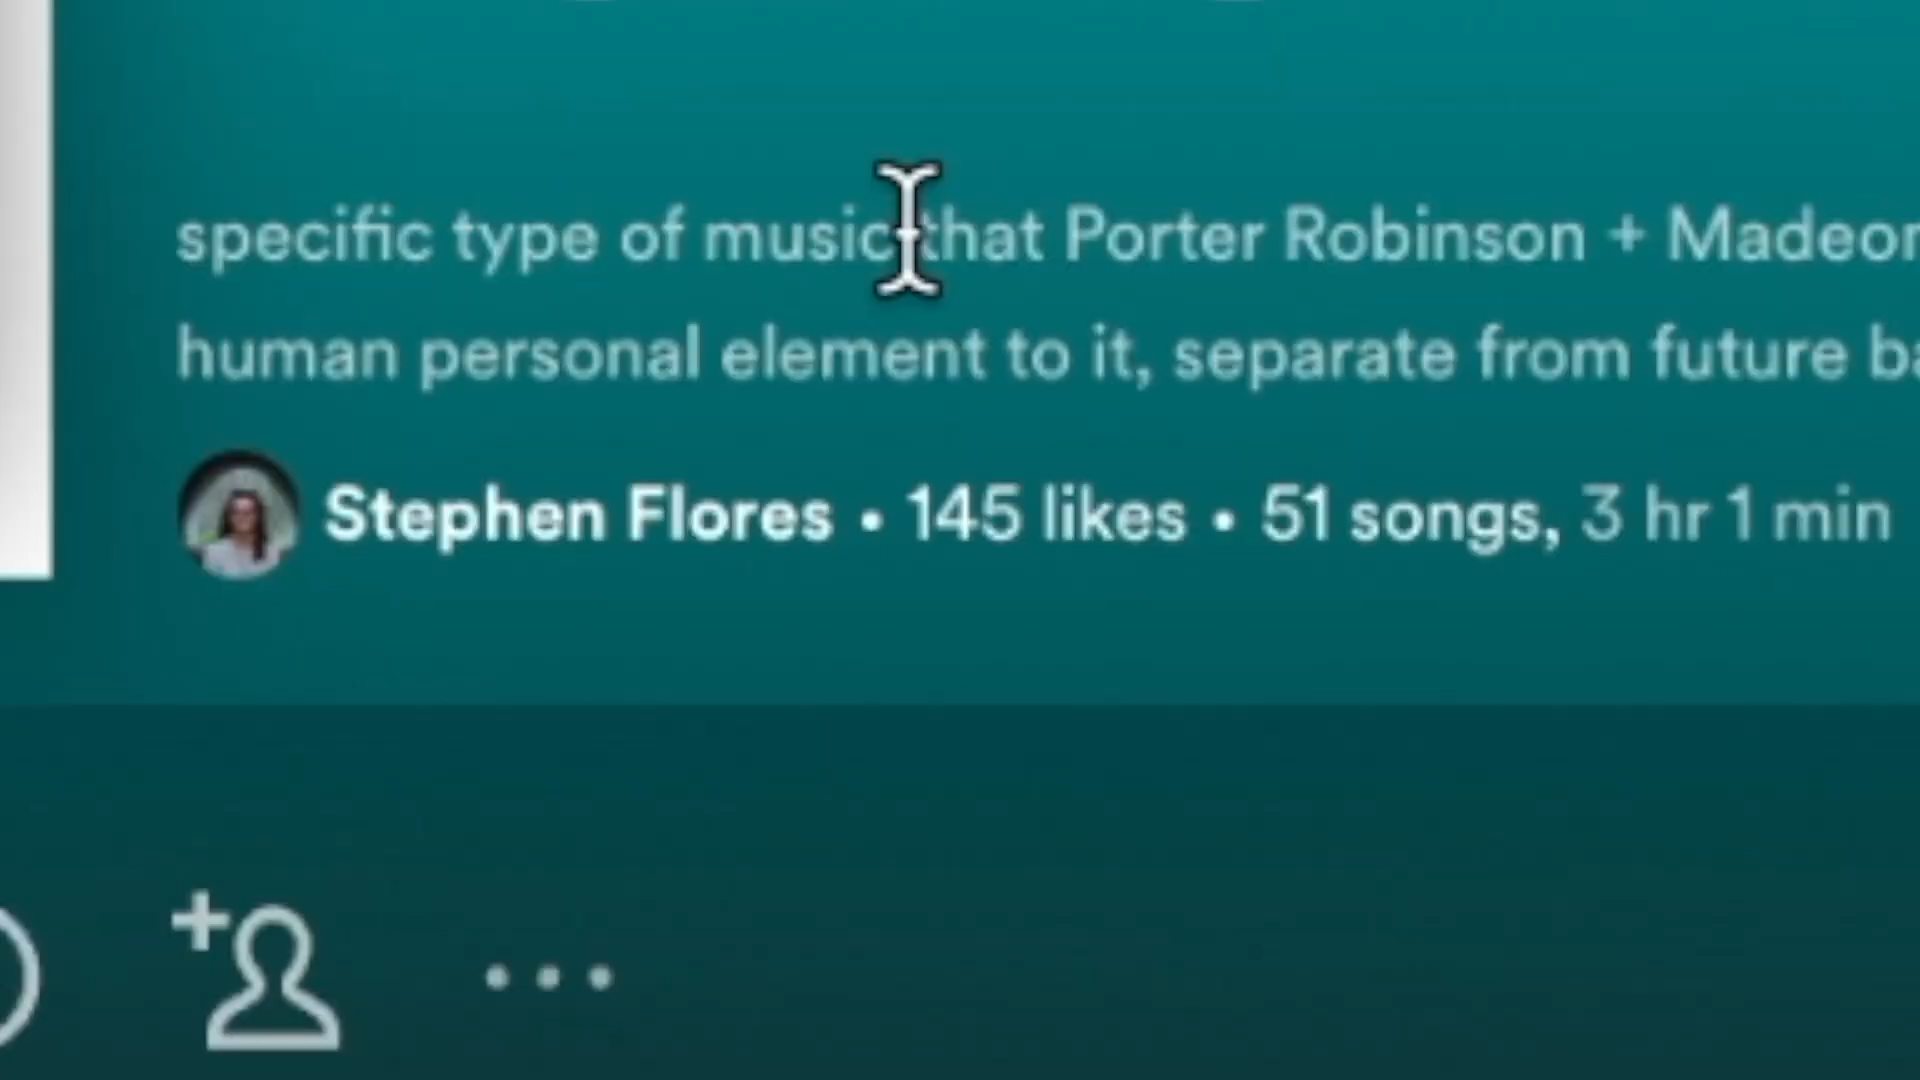 specific type of music that Porter Robinson + Madeon
human personal element to it, separate from future ba
Stephen Flores • 145 likes • 51 songs, 3 hr 1 min